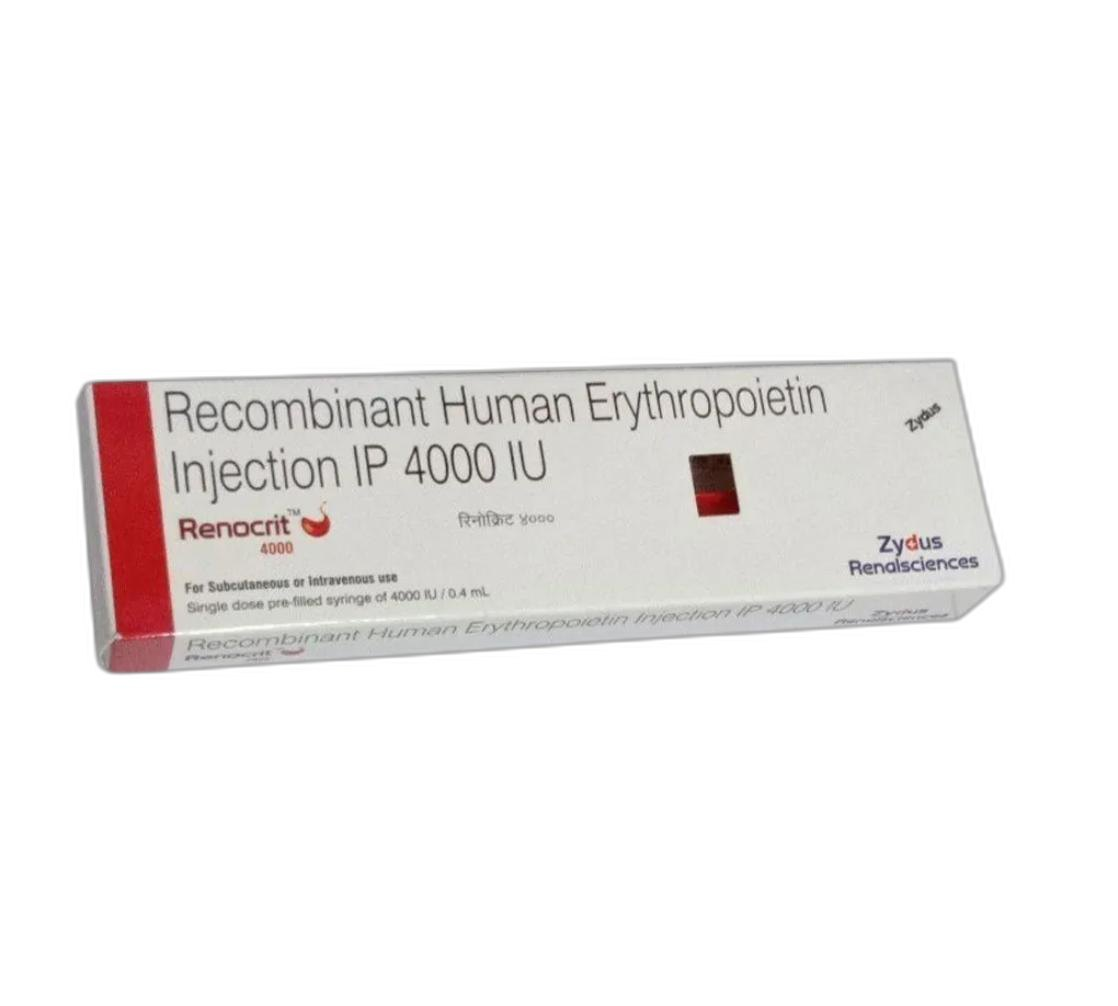 Recombinant Human Erythropoietin
Injection IP 4000 IU
Zydus
Renocrit™
4000
रिनोक्रिट ४०००
For Subcutaneous or Intravenous use
Single dose pre-filled syringe of 4000 IU / 0.4 mL
Zydus
Renalsciences
Recombinant Human Erythropoietin Injection IP 4000 IU
Renocrit
4000
Zydus
Renalsciences